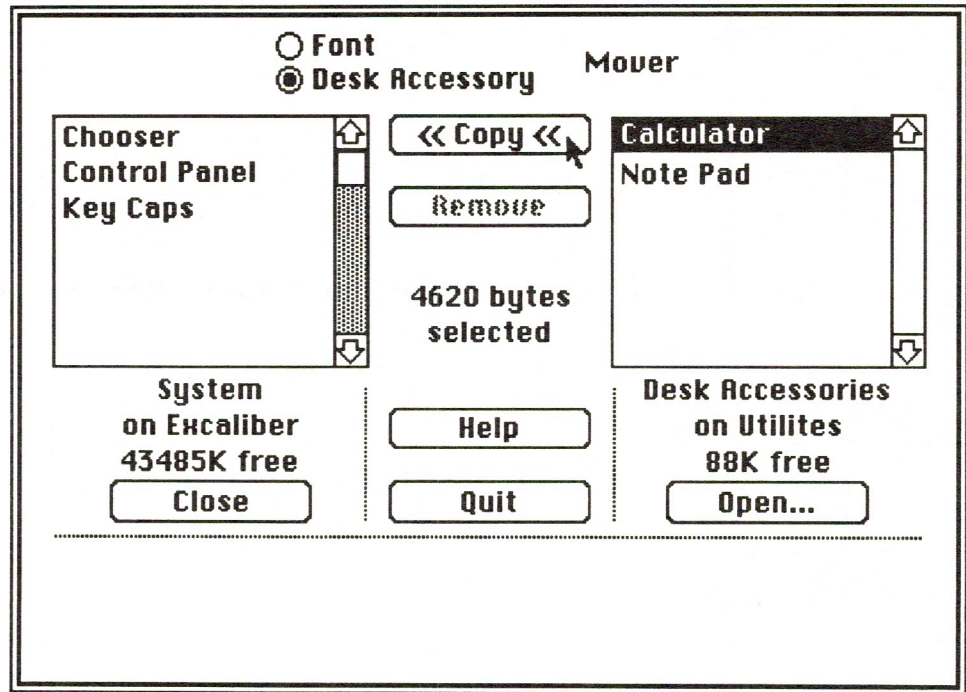 Font
Desk Accessory
Mover
Chooser
Control Panel
Key Caps
<< Copy <<
Remove
4620 bytes
selected
Calculator
Note Pad
System
on Excaliber
43485K free
Close
Help
Quit
Desk Accessories
on Utilites
88K free
Open...